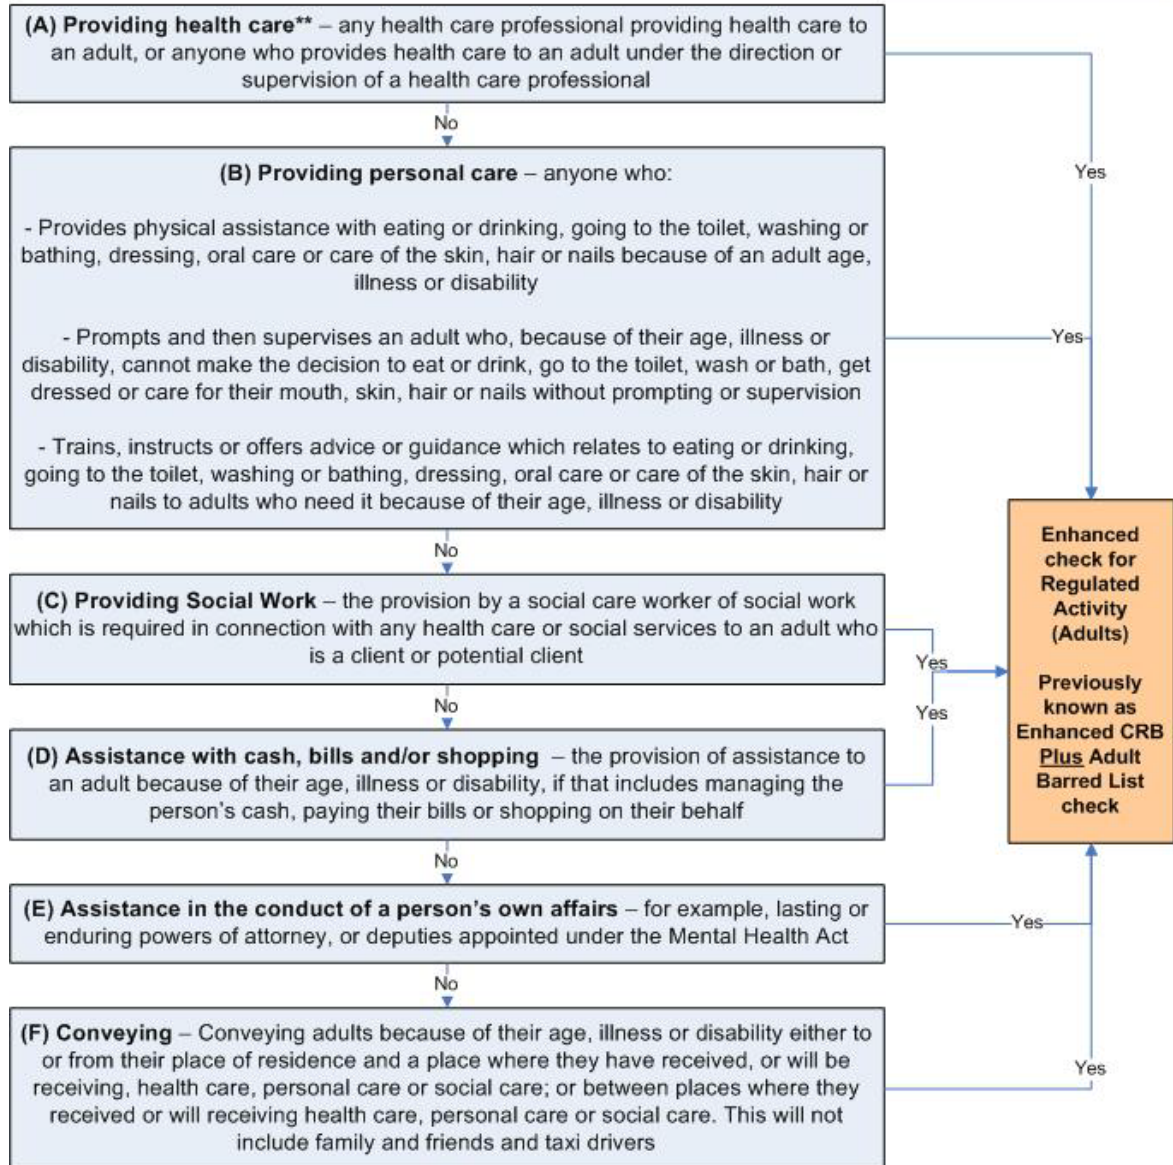 (A) Providing health care** – any health care professional providing health care to
an adult, or anyone who provides health care to an adult under the direction or
supervision of a health care professional
No
Yes
(B) Providing personal care – anyone who:
- Provides physical assistance with eating or drinking, going to the toilet, washing or
bathing, dressing, oral care or care of the skin, hair or nails because of an adult age,
illness or disability
- Prompts and then supervises an adult who, because of their age, illness or
disability, cannot make the decision to eat or drink, go to the toilet, wash or bath, get
dressed or care for their mouth, skin, hair or nails without prompting or supervision
- Trains, instructs or offers advice or guidance which relates to eating or drinking,
going to the toilet, washing or bathing, dressing, oral care or care of the skin, hair or
nails to adults who need it because of their age, illness or disability
Yes
No
(C) Providing Social Work – the provision by a social care worker of social work
which is required in connection with any health care or social services to an adult who
is a client or potential client
Yes
No
(D) Assistance with cash, bills and/or shopping – the provision of assistance to
an adult because of their age, illness or disability, if that includes managing the
person's cash, paying their bills or shopping on their behalf
Yes
No
(E) Assistance in the conduct of a person's own affairs – for example, lasting or
enduring powers of attorney, or deputies appointed under the Mental Health Act
Yes
No
(F) Conveying – Conveying adults because of their age, illness or disability either to
or from their place of residence and a place where they have received, or will be
receiving, health care, personal care or social care; or between places where they
received or will receiving health care, personal care or social care. This will not
include family and friends and taxi drivers
Yes
Enhanced
check for
Regulated
Activity
(Adults)
Previously
known as
Enhanced CRB
Plus Adult
Barred List
check